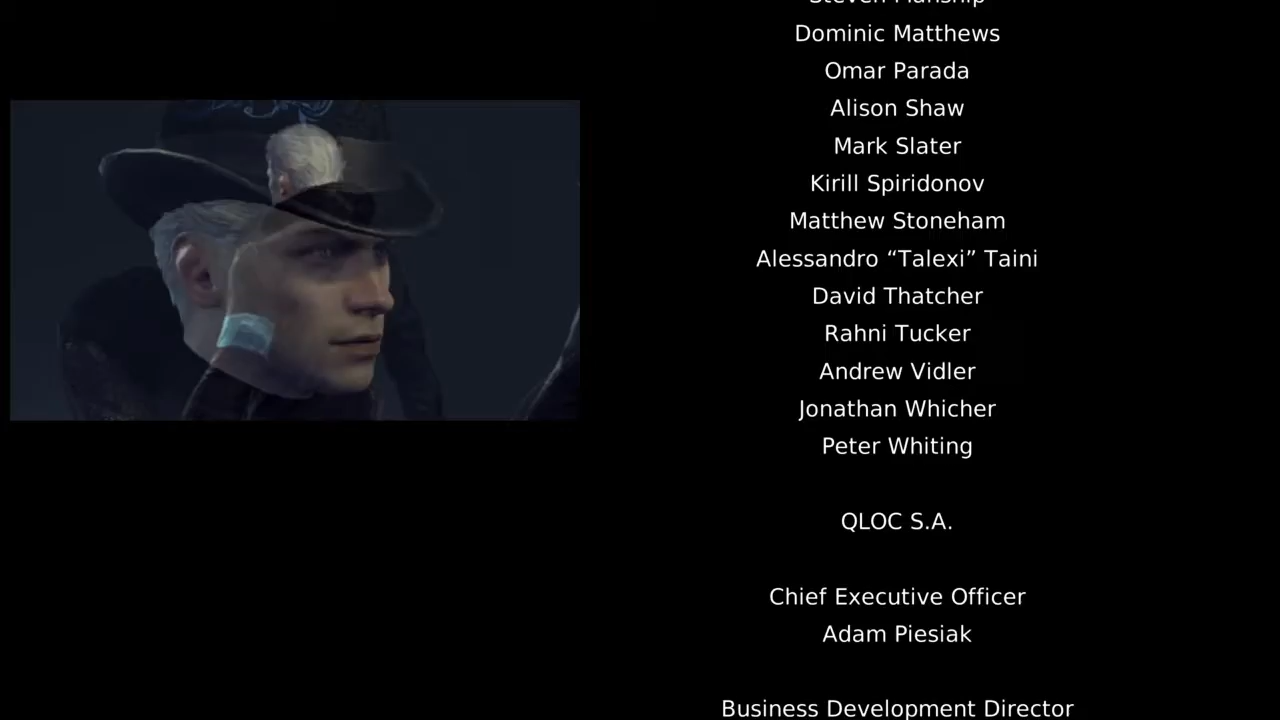 Dominic Matthews
Omar Parada
Alison Shaw
Mark Slater
Kirill Spiridonov
Matthew Stoneham
Alessandro “Talexi” Taini
David Thatcher
Rahni Tucker
Andrew Vidler
Jonathan Whicher
Peter Whiting
QLOC S.A.
Chief Executive Officer
Adam Piesiak
Business Development Director